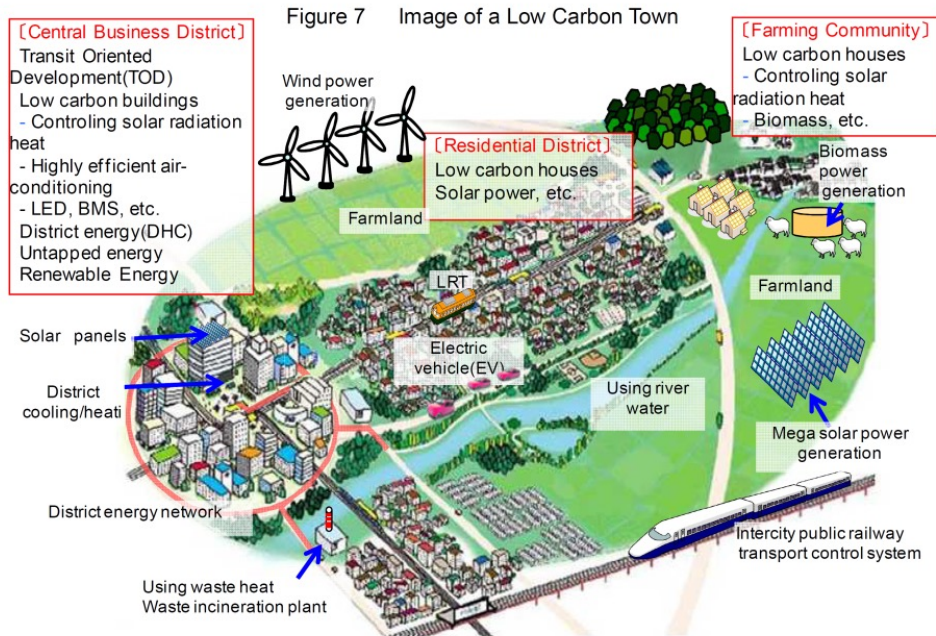 Figure 7 Image of a Low Carbon Town
〔Central Business District〕
Transit Oriented
Development(TOD)
Low carbon buildings
- Controling solar radiation
heat
- Highly efficient air-
conditioning
- LED, BMS, etc.
District energy(DHC)
Untapped energy
Renewable Energy
Wind power
generation
〔Residential District〕
Low carbon houses
Solar power, etc.
〔Farming Community〕
Low carbon houses
- Controling solar
radiation heat
- Biomass, etc.
Biomass
power
generation
Farmland
LRT
Farmland
Solar panels
Electric
vehicle(EV)
District
cooling/heati
Using river
water
Mega solar power
generation
District energy network
Intercity public railway
transport control system
Using waste heat
Waste incineration plant